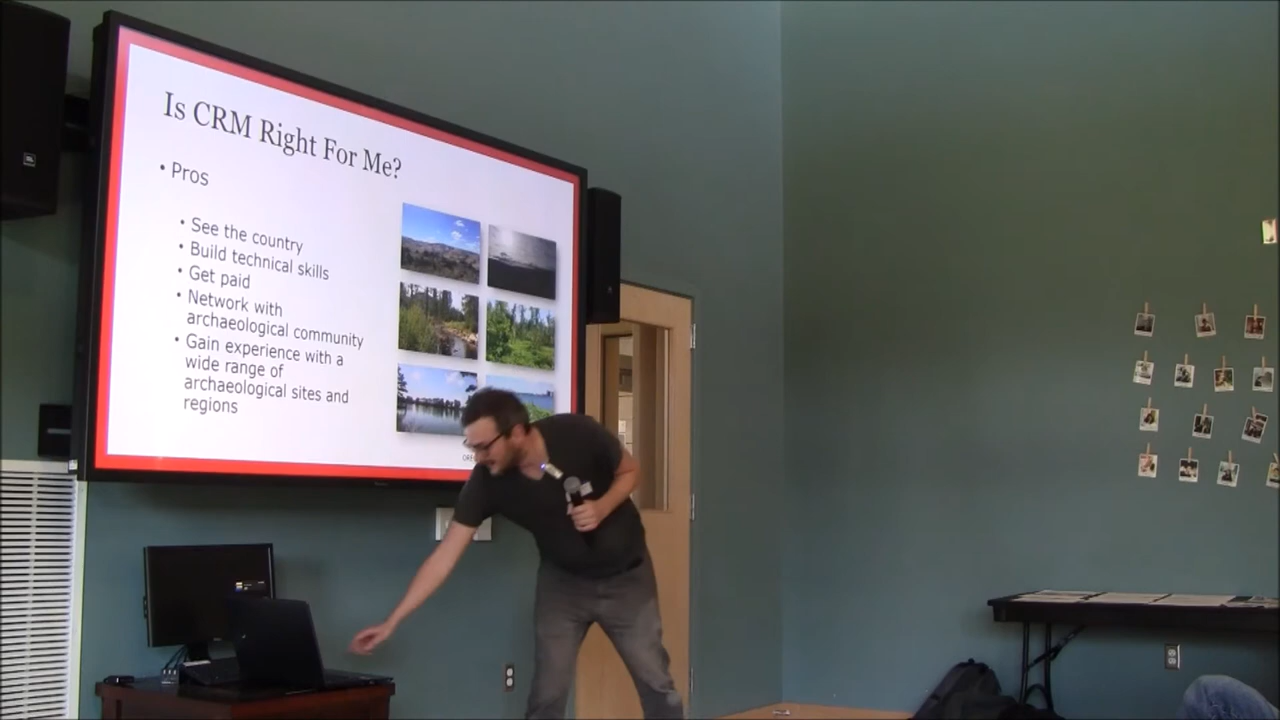 Is CRM Right For Me?
• Pros
• See the country
• Build technical skills
• Get paid
• Network with
archaeological community
• Gain experience with a
wide range of
archaeological sites and
regions
JBL